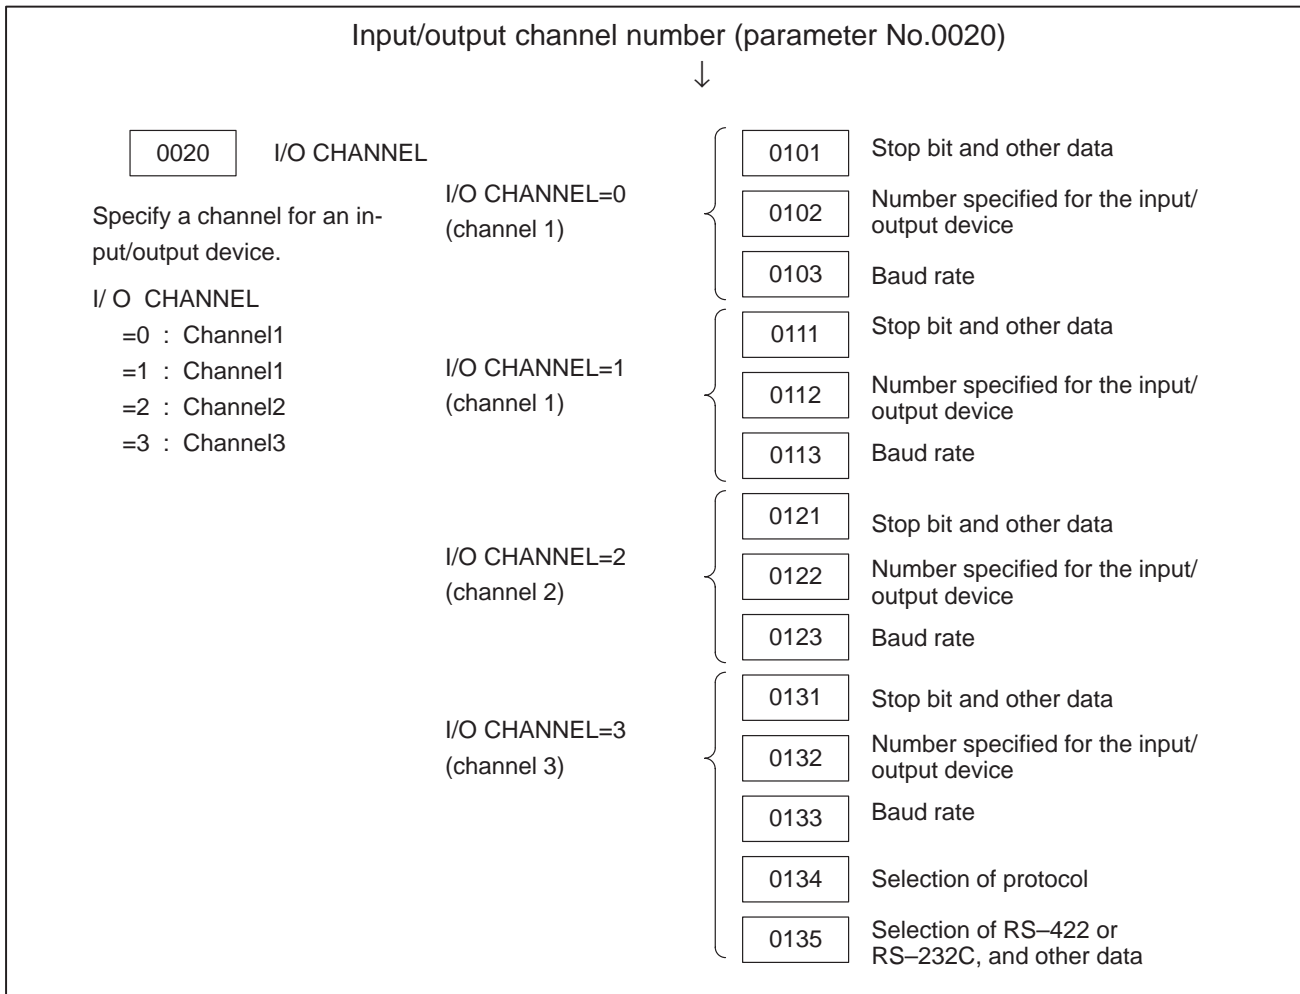 Input/output channel number (parameter No.0020)
↓
0020 I/O CHANNEL
Specify a channel for an in-
put/output device.
I/ O CHANNEL
=0 : Channel1
=1 : Channel1
=2 : Channel2
=3 : Channel3
I/O CHANNEL=0
(channel 1)
0101 Stop bit and other data
0102 Number specified for the input/
output device
0103 Baud rate
I/O CHANNEL=1
(channel 1)
0111 Stop bit and other data
0112 Number specified for the input/
output device
0113 Baud rate
I/O CHANNEL=2
(channel 2)
0121 Stop bit and other data
0122 Number specified for the input/
output device
0123 Baud rate
I/O CHANNEL=3
(channel 3)
0131 Stop bit and other data
0132 Number specified for the input/
output device
0133 Baud rate
0134 Selection of protocol
0135 Selection of RS–422 or
RS–232C, and other data